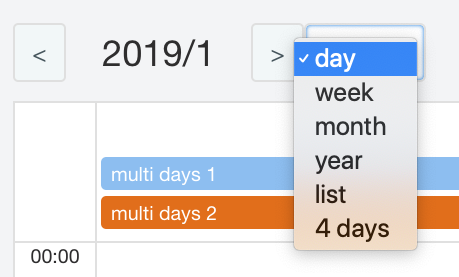 < 2019/1 >
✓ day
week
month
year
list
4 days
multi days 1
multi days 2
00:00